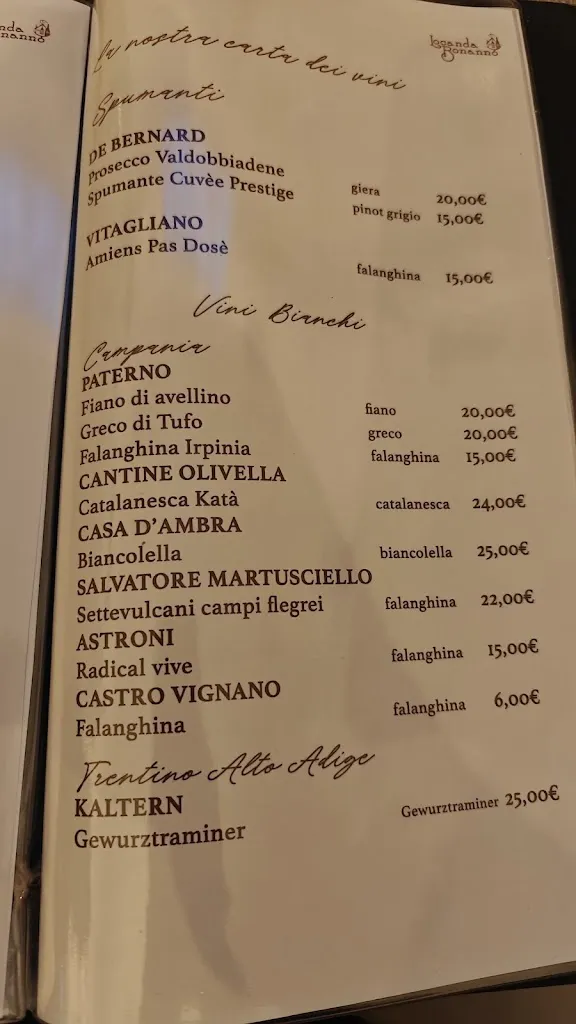 nda
nanno
Locanda
Bonanno
La nostra carta dei vini
Spumanti
DE BERNARD
Prosecco Valdobbiadene giera 20,00€
Spumante Cuvèe Prestige pinot grigio 15,00€
VITAGLIANO
Amiens Pas Dosè falanghina 15,00€
Vini Bianchi
Campania
PATERNO
Fiano di avellino fiano 20,00€
Greco di Tufo greco 20,00€
Falanghina Irpinia falanghina 15,00€
CANTINE OLIVELLA
Catalanesca Katà catalanesca 24,00€
CASA D'AMBRA
Biancolella biancolella 25,00€
SALVATORE MARTUSCIELLO
Settevulcani campi flegrei falanghina 22,00€
ASTRONI
Radical vive falanghina 15,00€
CASTRO VIGNANO
Falanghina falanghina 6,00€
Trentino Alto Adige
KALTERN
Gewurztraminer Gewurztraminer 25,00€